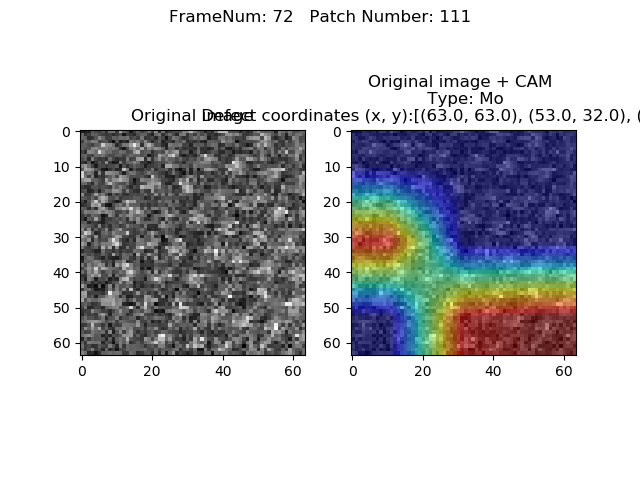 FrameNum: 72   Patch Number: 111
Original image + CAM
Type: Mo
Original image
Defect coordinates (x, y):[(63.0, 63.0), (53.0, 32.0), (
0
10
20
30
40
50
60
0 20 40 60
0
10
20
30
40
50
60
0 20 40 60